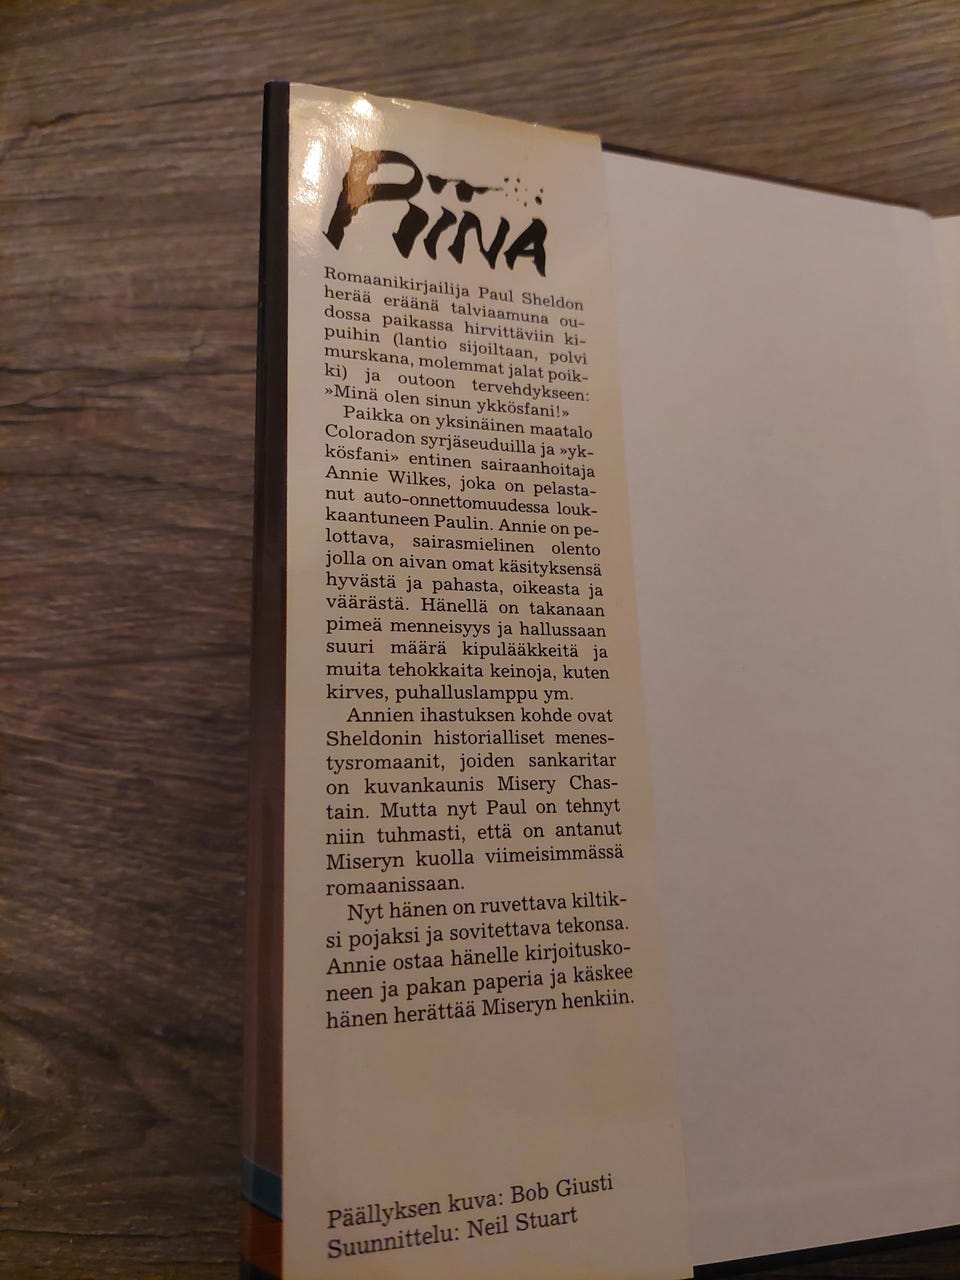 PIINA
Romaanikirjailija Paul Sheldon
herää eräänä talviaamuna ou-
dossa paikassa hirvittäviin ki-
puihin (lantio sijoiltaan, polvi
murskana, molemmat jalat poik-
ki) ja outoon tervehdykseen:
»Minä olen sinun ykkösfani!»
Paikka on yksinäinen maatalo
Coloradon syrjäseuduilla ja »yk-
kösfani» entinen sairaanhoitaja
Annie Wilkes, joka on pelasta-
nut auto-onnettomuudessa louk-
kaantuneen Paulin. Annie on pe-
lottava, sairasmielinen olento
jolla on aivan omat käsityksensä
hyvästä ja pahasta, oikeasta ja
väärästä. Hänellä on takanaan
pimeä menneisyys ja hallussaan
suuri määrä kipulääkkeitä ja
muita tehokkaita keinoja, kuten
kirves, puhalluslamppu ym.
Annien ihastuksen kohde ovat
Sheldonin historialliset menes-
tysromaanit, joiden sankaritar
on kuvankaunis Misery Chas-
tain. Mutta nyt Paul on tehnyt
niin tuhmasti, että on antanut
Miseryn kuolla viimeisimmässä
romaanissaan.
Nyt hänen on ruvettava kiltik-
si pojaksi ja sovitettava tekonsa.
Annie ostaa hänelle kirjoitusko-
neen ja pakan paperia ja käskee
hänen herättää Miseryn henkiin.
Päällyksen kuva: Bob Giusti
Suunnittelu: Neil Stuart